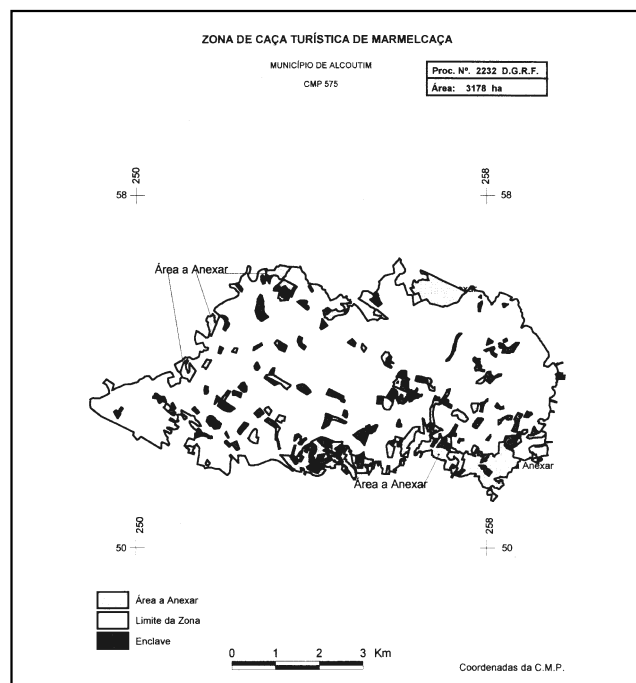 ZONA DE CAÇA TURÍSTICA DE MARMELCAÇA
MUNICÍPIO DE ALCOUTIM
CMP 575
Proc. Nº. 2232 D.G.R.F.
Área: 3178 ha
250
258
58
58
Área a Anexar
Anexar
Área a Anexar
250
258
50
50
Área a Anexar
Limite da Zona
Enclave
0 1 2 3 Km
Coordenadas da C.M.P.